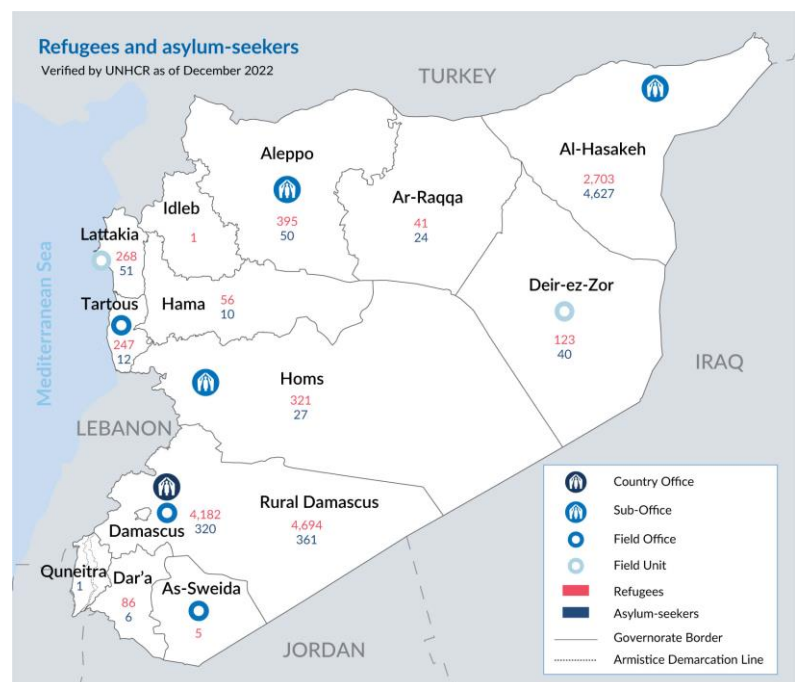 Refugees and asylum-seekers
Verified by UNHCR as of December 2022
TURKEY
Aleppo
395
50
Al-Hasakeh
2,703
4,627
Ar-Raqqa
41
24
Idleb
1
Lattakia
268
51
Deir-ez-Zor
123
40
Tartous
247
12
Hama
56
10
Mediterranean Sea
IRAQ
Homs
321
27
LEBANON
Damascus
4,182
320
Rural Damascus
4,694
361
Quneitra
1
Dar'a
86
6
As-Sweida
5
JORDAN
Country Office
Sub-Office
Field Office
Field Unit
Refugees
Asylum-seekers
Governorate Border
Armistice Demarcation Line